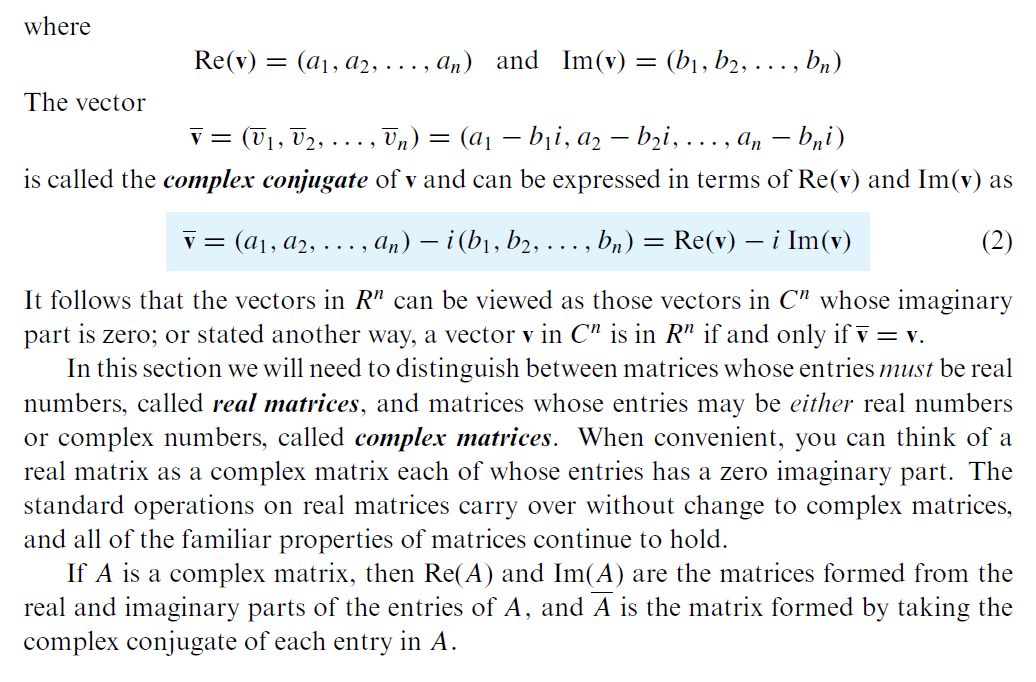 where
Re(v) = (a₁, a₂, . . . , aₙ) and Im(v) = (b₁, b₂, . . . , bₙ)
The vector
v̅ = (v̅₁, v̅₂, . . . , v̅ₙ) = (a₁ − b₁i, a₂ − b₂i, . . . , aₙ − bₙi)
is called the complex conjugate of v and can be expressed in terms of Re(v) and Im(v) as
v̅ = (a₁, a₂, . . . , aₙ) − i(b₁, b₂, . . . , bₙ) = Re(v) − i Im(v) (2)
It follows that the vectors in Rⁿ can be viewed as those vectors in Cⁿ whose imaginary
part is zero; or stated another way, a vector v in Cⁿ is in Rⁿ if and only if v̅ = v.
In this section we will need to distinguish between matrices whose entries must be real
numbers, called real matrices, and matrices whose entries may be either real numbers
or complex numbers, called complex matrices. When convenient, you can think of a
real matrix as a complex matrix each of whose entries has a zero imaginary part. The
standard operations on real matrices carry over without change to complex matrices,
and all of the familiar properties of matrices continue to hold.
If A is a complex matrix, then Re(A) and Im(A) are the matrices formed from the
real and imaginary parts of the entries of A, and A̅ is the matrix formed by taking the
complex conjugate of each entry in A.